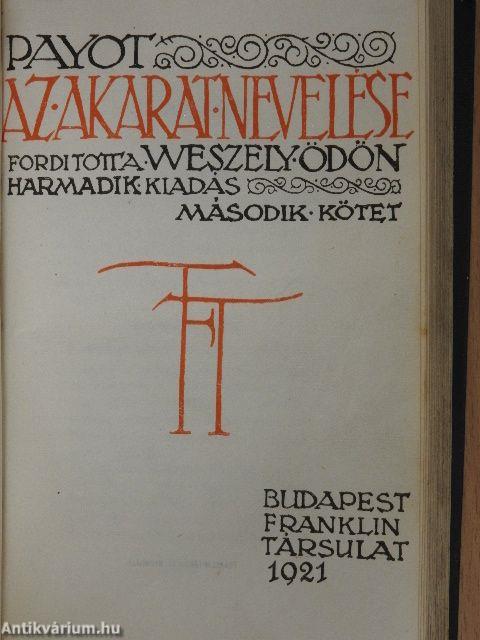 PAYOT
AZ·AKARAT·NEVELÉSE
FORDITOTTA·WESZELY·ÖDÖN
HARMADIK·KIADÁS
MÁSODIK·KÖTET
FT
BUDAPEST
FRANKLIN
TÁRSULAT
1921
Antikvárium.hu